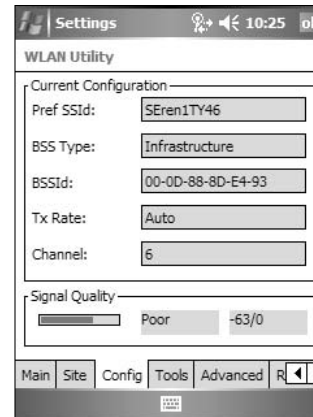 Settings 10:25 ok
WLAN Utility
Current Configuration
Pref SSId: SEren1TY46
BSS Type: Infrastructure
BSSId: 00-0D-88-8D-E4-93
Tx Rate: Auto
Channel: 6
Signal Quality
Poor -63/0
Main Site Config Tools Advanced R